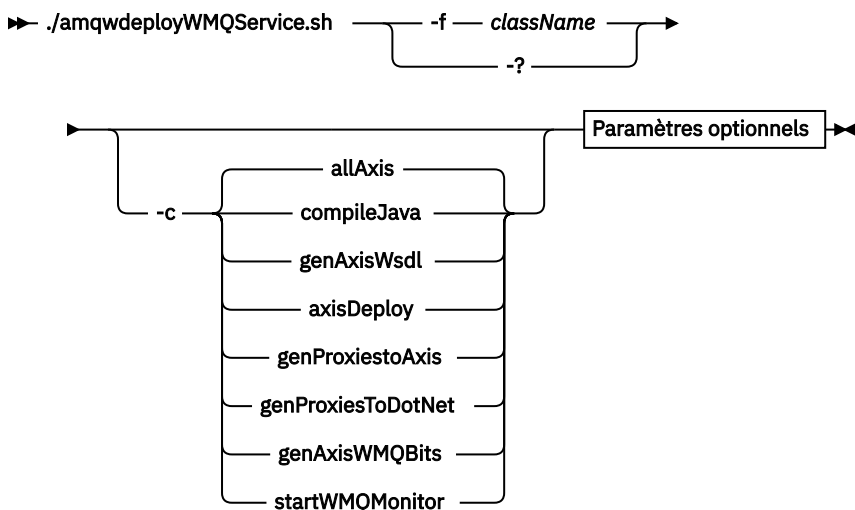 ./amqwdeployWMQService.sh -f className
-?
Paramètres optionnels
allAxis
-c compileJava
genAxisWsdl
axisDeploy
genProxiestoAxis
genProxiesToDotNet
genAxisWMQBits
startWMQMonitor